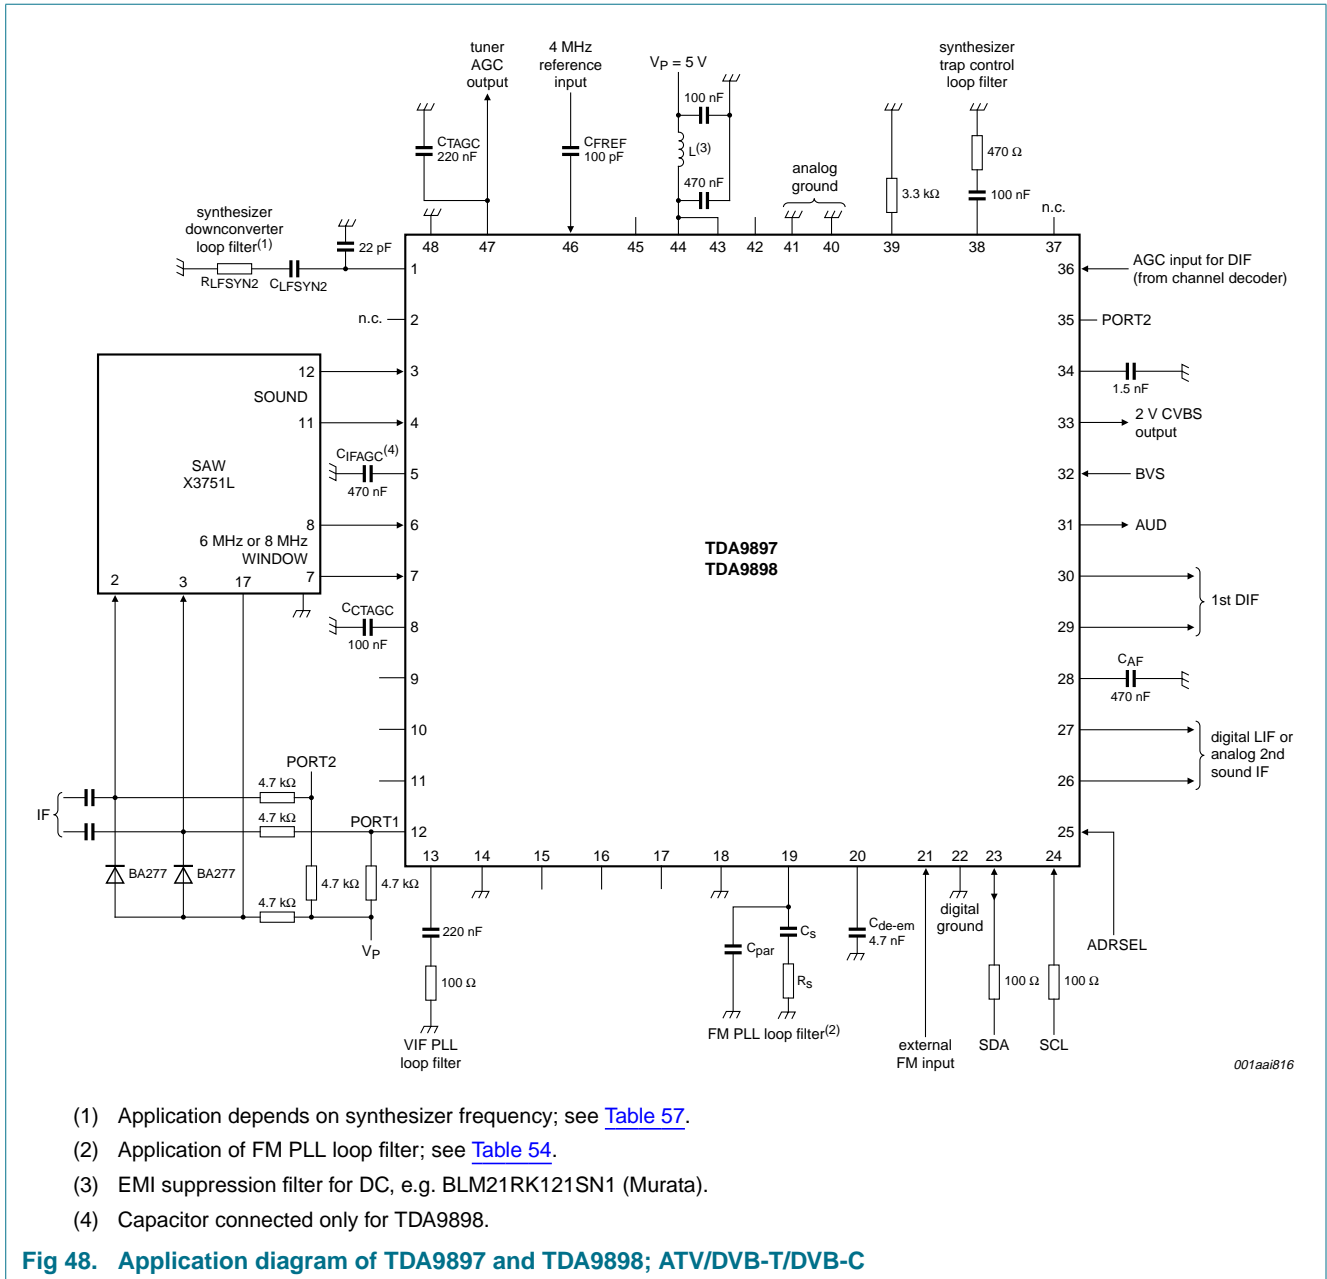 tuner
AGC
output
4 MHz
reference
input
VP = 5 V
synthesizer
trap control
loop filter
100 nF
CTAGC
220 nF
CFREF
100 pF
L(3)
470 Ω
470 nF
analog
ground
3.3 kΩ
100 nF
n.c.
synthesizer
downconverter
loop filter(1)
22 pF
RLFSYN2
CLFSYN2
48
47
46
45
44
43
42
41
40
39
38
37
1
36
AGC input for DIF
(from channel decoder)
n.c.
2
35
PORT2
12
SOUND
3
34
1.5 nF
11
4
33
2 V CVBS
output
SAW
X3751L
CIFAGC(4)
470 nF
5
32
BVS
8
6 MHz or 8 MHz
WINDOW
6
31
AUD
TDA9897
TDA9898
2
3
17
7
7
30
29
1st DIF
CCTAGC
100 nF
8
CAF
470 nF
28
9
10
27
26
digital LIF or
analog 2nd
sound IF
PORT2
4.7 kΩ
11
IF
4.7 kΩ
PORT1
12
25
BA277
BA277
4.7 kΩ
4.7 kΩ
4.7 kΩ
VP
13
14
15
16
17
18
19
20
21
22
23
24
220 nF
100 Ω
VIF PLL
loop filter
Cpar
Cs
Rs
FM PLL loop filter(2)
Cde-em
4.7 nF
digital
ground
ADRSEL
100 Ω
100 Ω
external
FM input
SDA
SCL
001aai816
(1) Application depends on synthesizer frequency; see Table 57.
(2) Application of FM PLL loop filter; see Table 54.
(3) EMI suppression filter for DC, e.g. BLM21RK121SN1 (Murata).
(4) Capacitor connected only for TDA9898.
Fig 48. Application diagram of TDA9897 and TDA9898; ATV/DVB-T/DVB-C